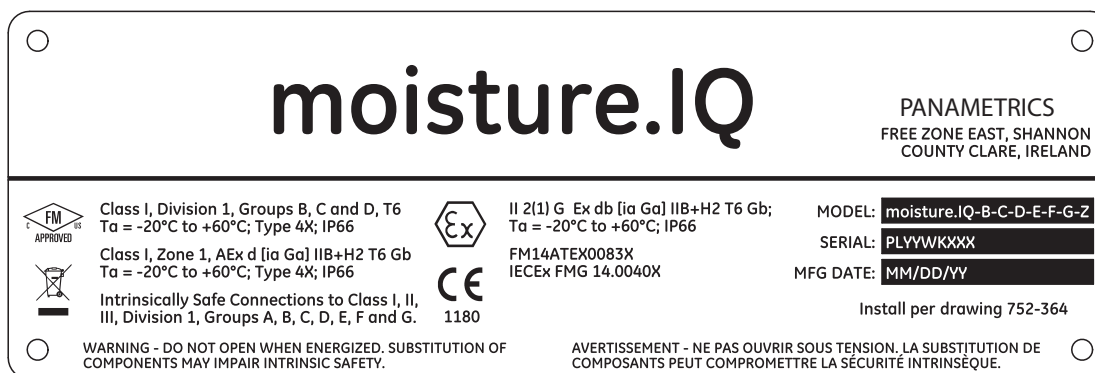 moisture.IQ
PANAMETRICS
FREE ZONE EAST, SHANNON
COUNTY CLARE, IRELAND
FM
C US
APPROVED
Class I, Division 1, Groups B, C and D, T6
Ta = -20°C to +60°C; Type 4X; IP66
Class I, Zone 1, AEx d [ia Ga] IIB+H2 T6 Gb
Ta = -20°C to +60°C; Type 4X; IP66
Intrinsically Safe Connections to Class I, II,
III, Division 1, Groups A, B, C, D, E, F and G.
Ex
CE
1180
II 2(1) G Ex db [ia Ga] IIB+H2 T6 Gb;
Ta = -20°C to +60°C; IP66
FM14ATEX0083X
IECEx FMG 14.0040X
MODEL: moisture.IQ-B-C-D-E-F-G-Z
SERIAL: PLYYWKXXX
MFG DATE: MM/DD/YY
Install per drawing 752-364
WARNING - DO NOT OPEN WHEN ENERGIZED. SUBSTITUTION OF
COMPONENTS MAY IMPAIR INTRINSIC SAFETY.
AVERTISSEMENT - NE PAS OUVRIR SOUS TENSION. LA SUBSTITUTION DE
COMPOSANTS PEUT COMPROMETTRE LA SÉCURITÉ INTRINSÈQUE.